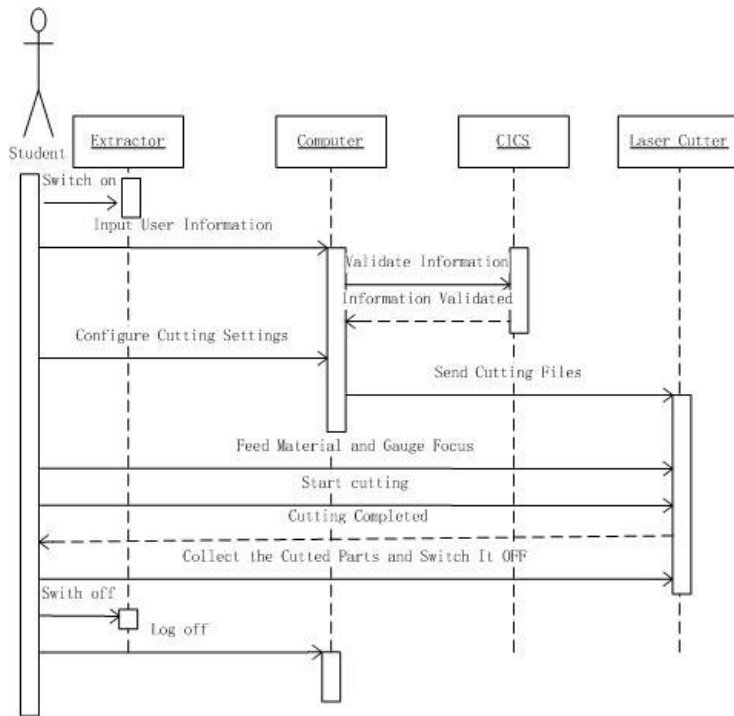 Student
Extractor
Computer
CICS
Laser Cutter
Switch on
Input User Information
Validate Information
Information Validated
Configure Cutting Settings
Send Cutting Files
Feed Material and Gauge Focus
Start cutting
Cutting Completed
Collect the Cutted Parts and Switch It OFF
Swith off
Log off